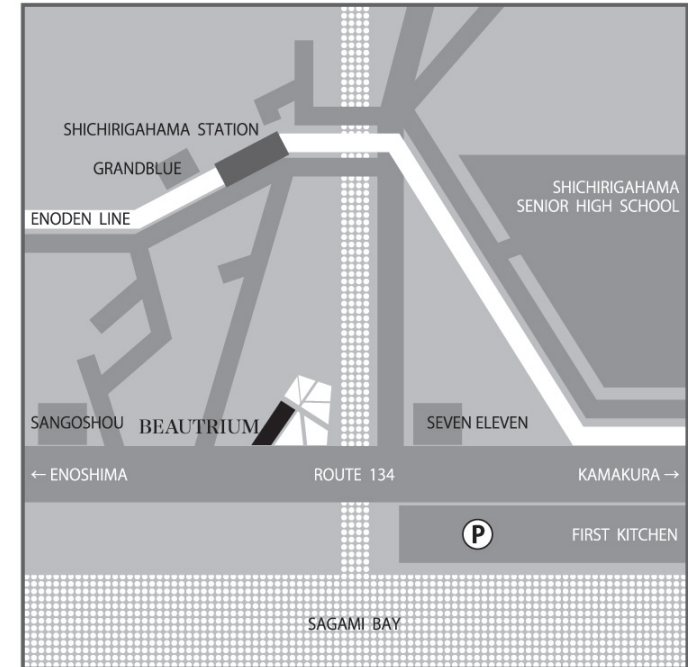 SHICHIRIGAHAMA STATION
GRANDBLUE
SHICHIRIGAHAMA
SENIOR HIGH SCHOOL
ENODEN LINE
SANGOSHOU
BEAUTRIUM
SEVEN ELEVEN
← ENOSHIMA
ROUTE 134
KAMAKURA →
P
FIRST KITCHEN
SAGAMI BAY